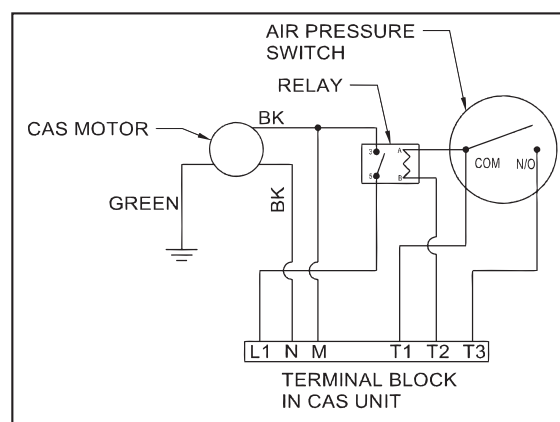 AIR PRESSURE
SWITCH
RELAY
BK
CAS MOTOR
3
A
COM
N/O
5
B
GREEN
BK
L1 N M T1 T2 T3
TERMINAL BLOCK
IN CAS UNIT